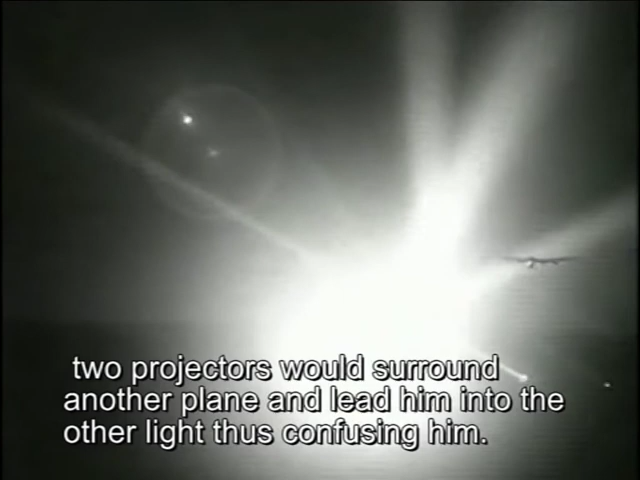 two projectors would surround
another plane and lead him into the
other light thus confusing him.